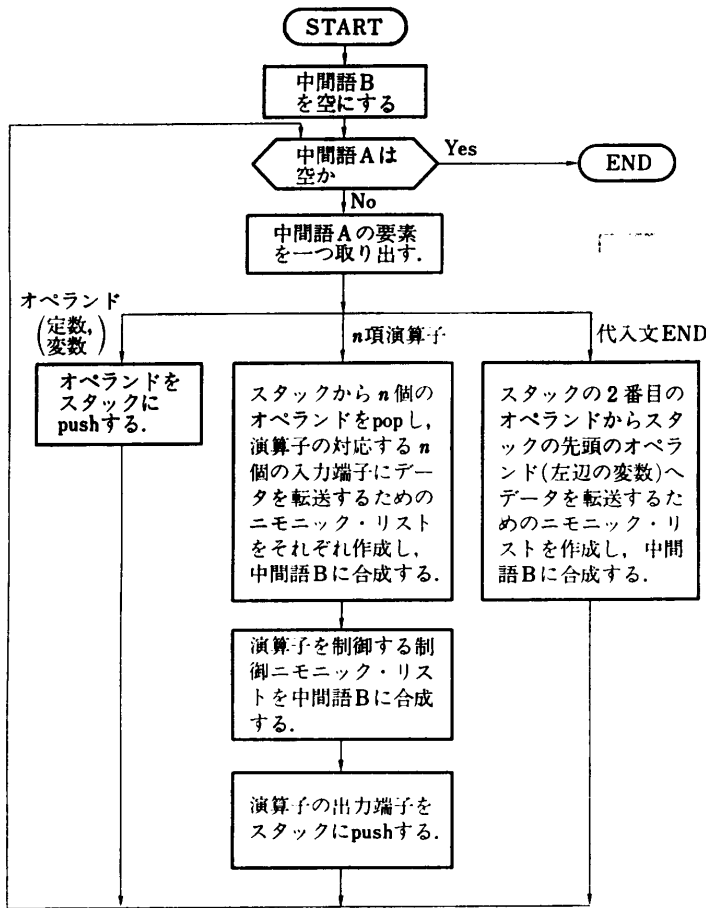 START
中間語B
を空にする
中間語Aは
空か
Yes
END
No
中間語Aの要素
を一つ取り出す.
オペランド
(定数,
変数)
n項演算子
代入文END
オペランドを
スタックに
pushする.
スタックから n 個の
オペランドをpopし,
演算子の対応する n
個の入力端子にデー
タを転送するための
ニモニック・リスト
をそれぞれ作成し,
中間語Bに合成する.
スタックの2番目の
オペランドからスタ
ックの先頭のオペラ
ンド(左辺の変数)へ
データを転送するた
めのニモニック・リ
ストを作成し, 中間
語Bに合成する.
演算子を制御する制
御ニモニック・リス
トを中間語Bに合成
する.
演算子の出力端子を
スタックにpushする.